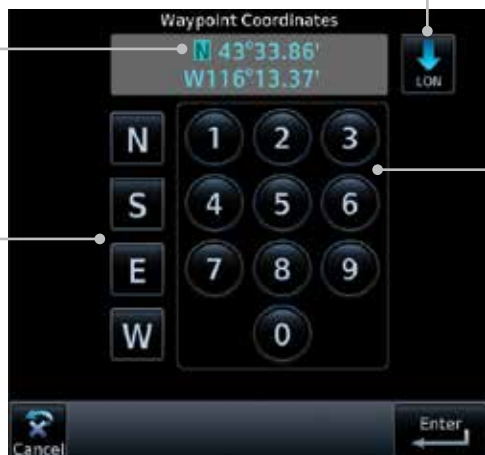 Waypoint Coordinates
N 43°33.86'
W116°13.37'
LON
N
1 2 3
S
4 5 6
E
7 8 9
W
0
Cancel
Enter